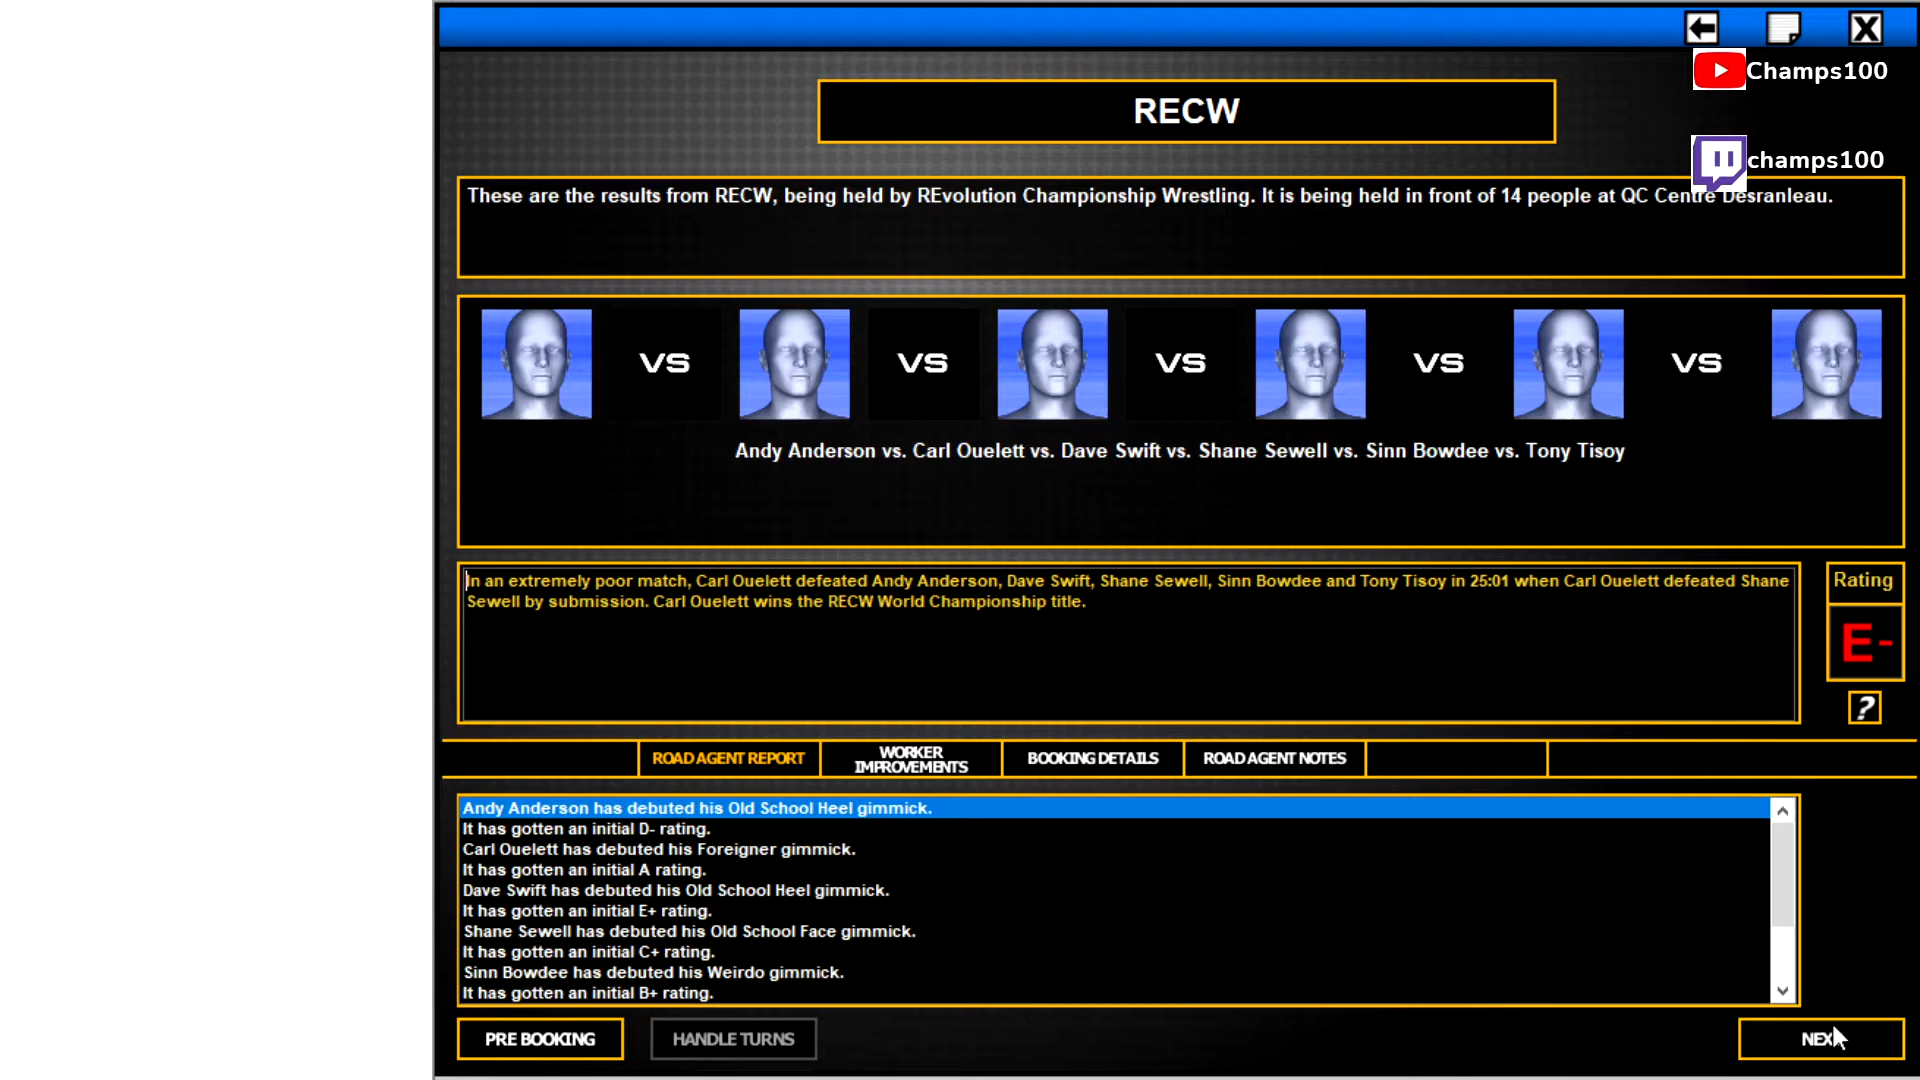 Champs100
RECW
champs100
These are the results from RECW, being held by REvolution Championship Wrestling. It is being held in front of 14 people at QC Centre Desranleau.
VS VS VS VS VS
Andy Anderson vs. Carl Ouelett vs. Dave Swift vs. Shane Sewell vs. Sinn Bowdee vs. Tony Tisoy
In an extremely poor match, Carl Ouelett defeated Andy Anderson, Dave Swift, Shane Sewell, Sinn Bowdee and Tony Tisoy in 25:01 when Carl Ouelett defeated Shane
Sewell by submission. Carl Ouelett wins the RECW World Championship title.
Rating
E-
?
ROAD AGENT REPORT
WORKER
IMPROVEMENTS
BOOKING DETAILS
ROAD AGENT NOTES
Andy Anderson has debuted his Old School Heel gimmick.
It has gotten an initial D- rating.
Carl Ouelett has debuted his Foreigner gimmick.
It has gotten an initial A rating.
Dave Swift has debuted his Old School Heel gimmick.
It has gotten an initial E+ rating.
Shane Sewell has debuted his Old School Face gimmick.
It has gotten an initial C+ rating.
Sinn Bowdee has debuted his Weirdo gimmick.
It has gotten an initial B+ rating.
PRE BOOKING
HANDLE TURNS
NEXT